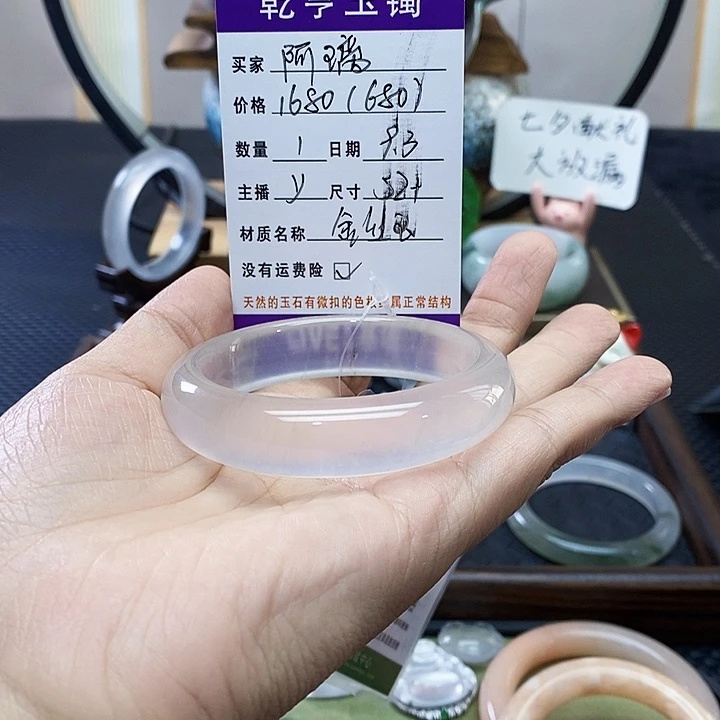 乾亨玉镯
买家 阿璃
价格 1680（680）
数量 1 日期 8.3
主播 y 尺寸 52+
材质名称 金丝玉
没有运费险 ☑
天然的玉石有微扣的色根 属正常结构
七夕献礼
大放漏